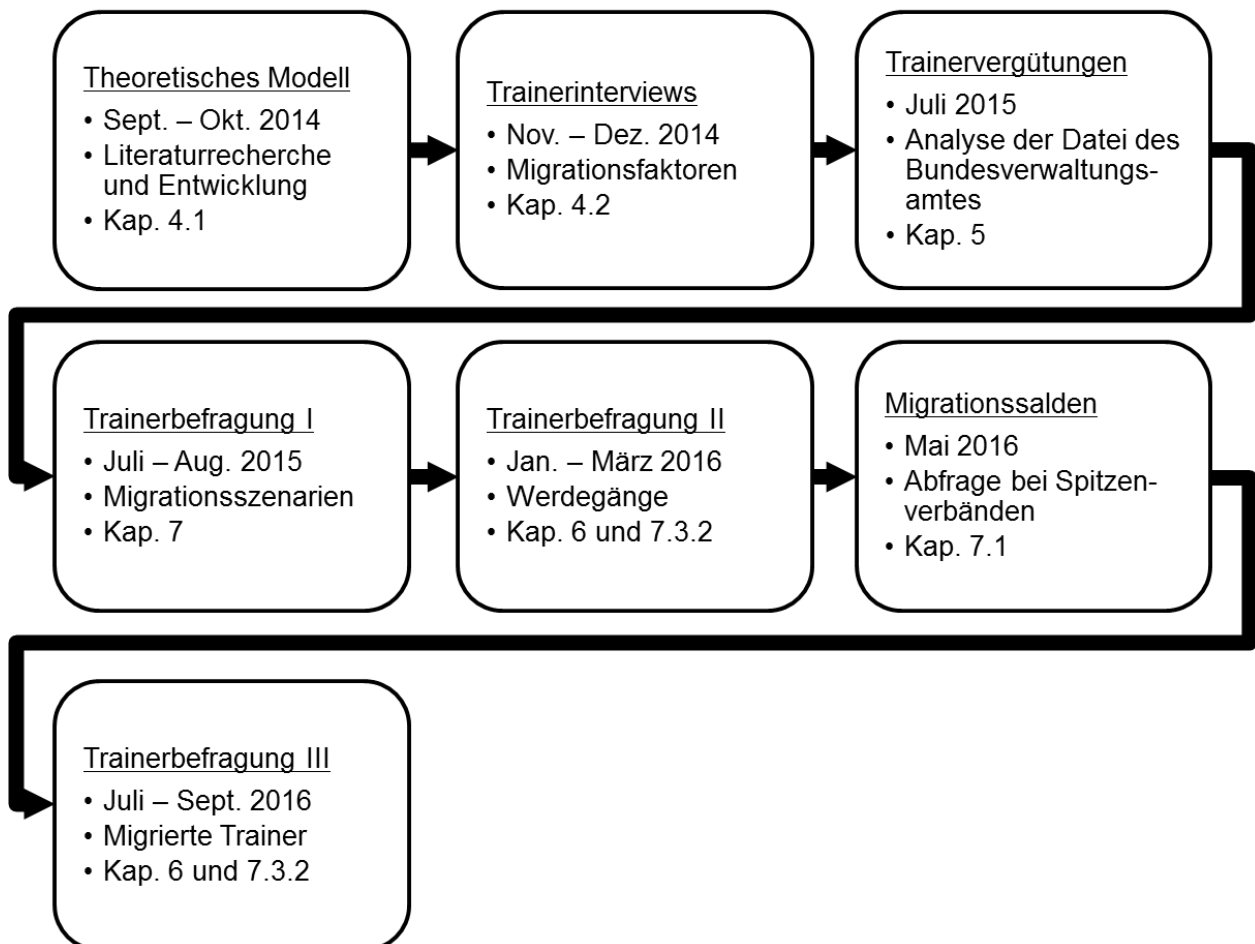 Theoretisches Modell
• Sept. – Okt. 2014
• Literaturrecherche
und Entwicklung
• Kap. 4.1
Trainerinterviews
• Nov. – Dez. 2014
• Migrationsfaktoren
• Kap. 4.2
Trainervergütungen
• Juli 2015
• Analyse der Datei des
Bundesverwaltungs-
amtes
• Kap. 5
Trainerbefragung I
• Juli – Aug. 2015
• Migrationsszenarien
• Kap. 7
Trainerbefragung II
• Jan. – März 2016
• Werdegänge
• Kap. 6 und 7.3.2
Migrationssalden
• Mai 2016
• Abfrage bei Spitzen-
verbänden
• Kap. 7.1
Trainerbefragung III
• Juli – Sept. 2016
• Migrierte Trainer
• Kap. 6 und 7.3.2